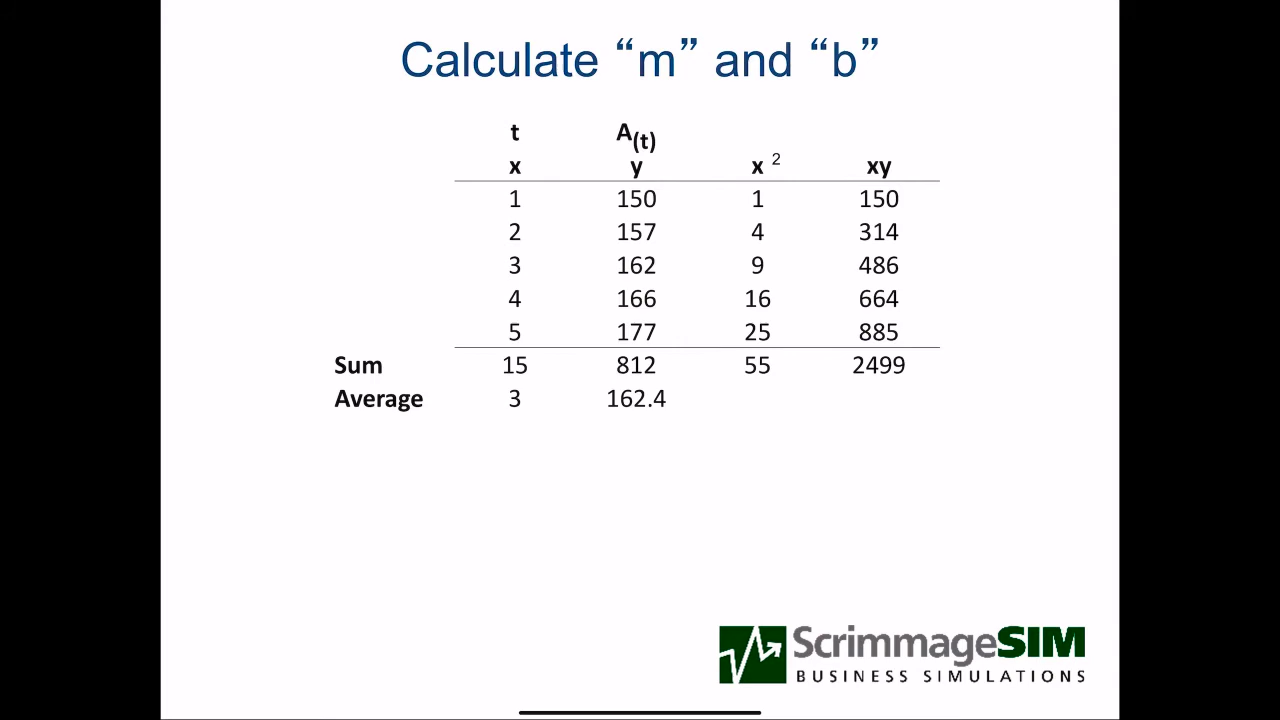 Calculate “m” and “b”
t A(t)
x y x ² xy
1 150 1 150
2 157 4 314
3 162 9 486
4 166 16 664
5 177 25 885
Sum 15 812 55 2499
Average 3 162.4
ScrimmageSIM
BUSINESS SIMULATIONS